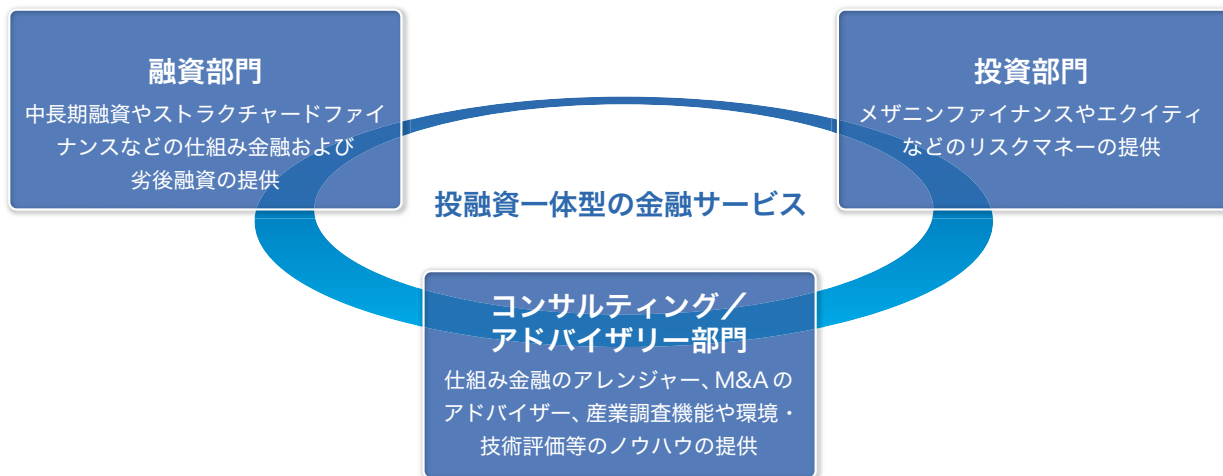 融資部門
中長期融資やストラクチャードファイ
ナンスなどの仕組み金融および
劣後融資の提供
投資部門
メザニンファイナンスやエクイティ
などのリスクマネーの提供
投融資一体型の金融サービス
コンサルティング／
アドバイザリー部門
仕組み金融のアレンジャー、M&Aの
アドバイザー、産業調査機能や環境・
技術評価等のノウハウの提供